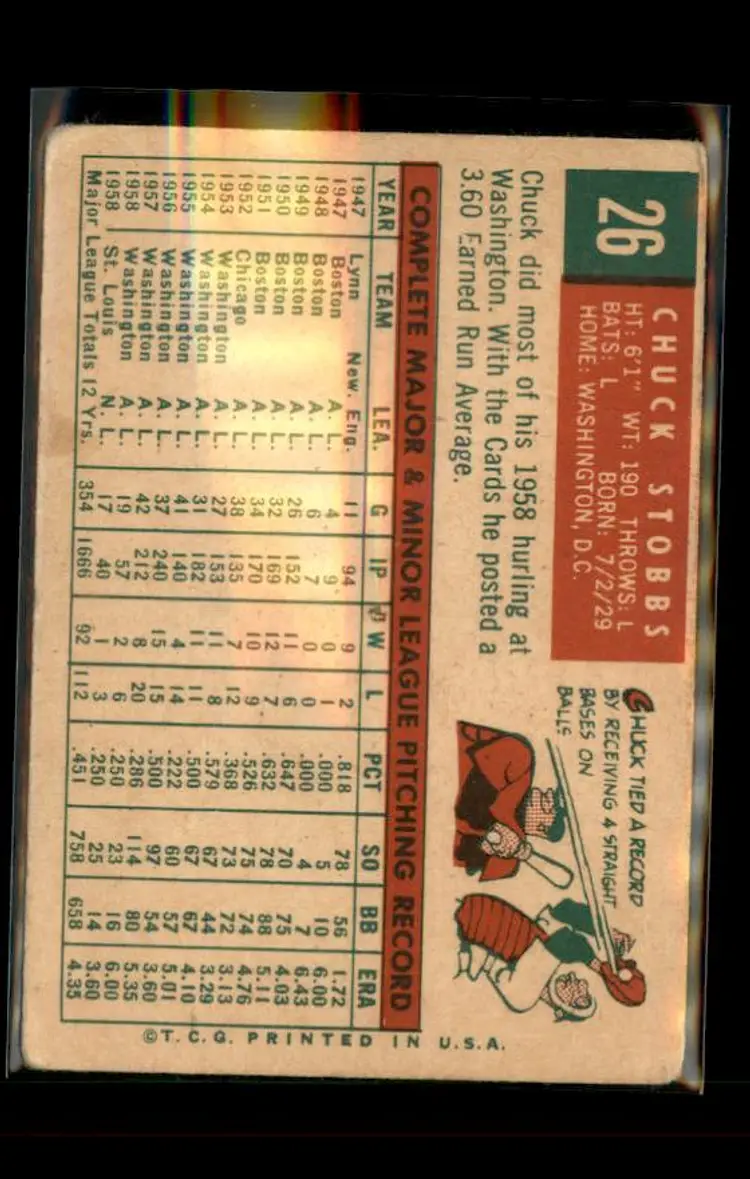 26
CHUCK STOBBS
HT: 6'1" WT: 190 THROWS: L
BATS: L BORN: 7/2/29
HOME: WASHINGTON, D.C.
CHUCK TIED A RECORD
BY RECEIVING 4 STRAIGHT
BASES ON
BALLS
Chuck did most of his 1958 hurling at
Washington. With the Cards he posted a
3.60 Earned Run Average.
COMPLETE MAJOR & MINOR LEAGUE PITCHING RECORD
YEAR TEAM LEA. G IP W L PCT SO BB ERA
1947 Lynn New. Eng. 11 94 9 2 .818 78 56 1.72
1947 Boston A. L. 4 9 0 1 .000 5 10 6.00
1948 Boston A. L. 6 7 0 0 .000 4 7 6.43
1949 Boston A. L. 26 152 11 6 .647 70 75 4.03
1950 Boston A. L. 32 169 12 7 .632 78 88 5.11
1951 Boston A. L. 34 170 10 9 .526 75 74 4.76
1952 Chicago A. L. 38 135 7 12 .368 73 72 3.13
1953 Washington A. L. 27 153 11 8 .579 67 44 3.29
1954 Washington A. L. 31 182 11 11 .500 67 67 4.10
1955 Washington A. L. 41 140 4 14 .222 60 57 5.01
1956 Washington A. L. 37 240 15 15 .500 97 54 3.60
1957 Washington A. L. 42 212 8 20 .286 114 80 5.35
1958 Washington A. L. 19 57 2 6 .250 23 16 6.00
1958 St. Louis N. L. 17 40 1 3 .250 25 14 3.60
Major League Totals 12 Yrs. 354 1666 92 112 .451 758 658 4.35
©T.C.G. PRINTED IN U.S.A.